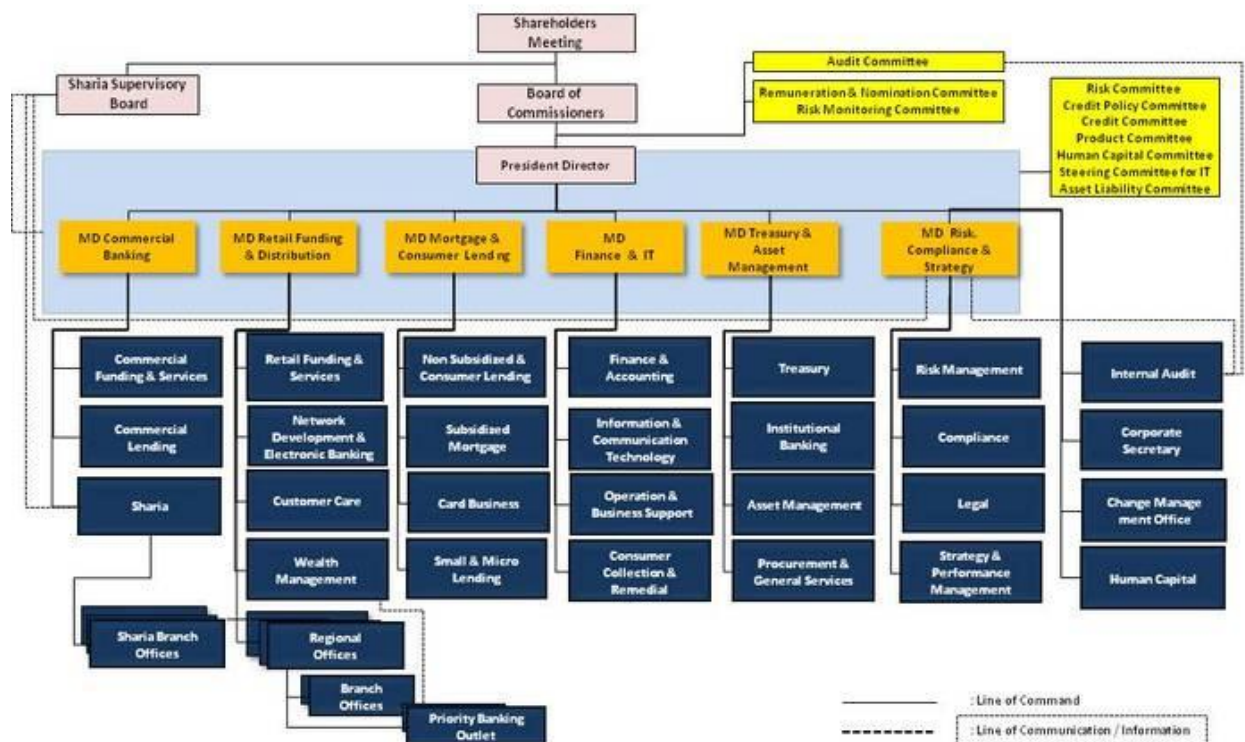 Shareholders
Meeting
Sharia Supervisory
Board
Board of
Commissioners
Audit Committee
Remuneration & Nomination Committee
Risk Monitoring Committee
Risk Committee
Credit Policy Committee
Credit Committee
Product Committee
Human Capital Committee
Steering Committee for IT
Asset Liability Committee
President Director
MD Commercial
Banking
MD Retail Funding
& Distribution
MD Mortgage &
Consumer Lending
MD
Finance & IT
MD Treasury &
Asset
Management
MD Risk.
Compliance &
Strategy
Commercial
Funding & Services
Retail Funding &
Services
Non Subsidized &
Consumer Lending
Finance &
Accounting
Treasury
Risk Management
Internal Audit
Commercial
Lending
Network
Development &
Electronic Banking
Subsidized
Mortgage
Information &
Communication
Technology
Institutional
Banking
Compliance
Corporate
Secretary
Sharia
Customer Care
Card Business
Operation &
Business Support
Asset Management
Legal
Change Manage
ment Office
Wealth
Management
Small & Micro
Lending
Consumer
Collection &
Remedial
Procurement &
General Services
Strategy &
Performance
Management
Human Capital
Sharia Branch
Offices
Regional
Offices
Branch
Offices
Priority Banking
Outlet
: Line of Command
: Line of Communication / Information